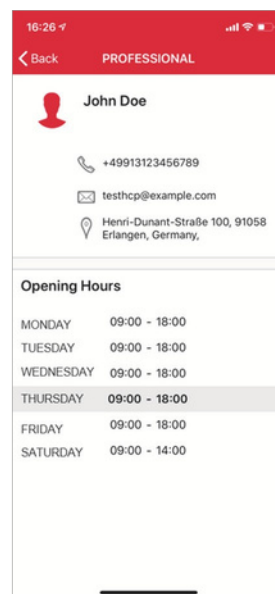 16:26
Back PROFESSIONAL
John Doe
+49913123456789
testhcp@example.com
Henri-Dunant-Straße 100, 91058
Erlangen, Germany,
Opening Hours
MONDAY 09:00 - 18:00
TUESDAY 09:00 - 18:00
WEDNESDAY 09:00 - 18:00
THURSDAY 09:00 - 18:00
FRIDAY 09:00 - 18:00
SATURDAY 09:00 - 14:00